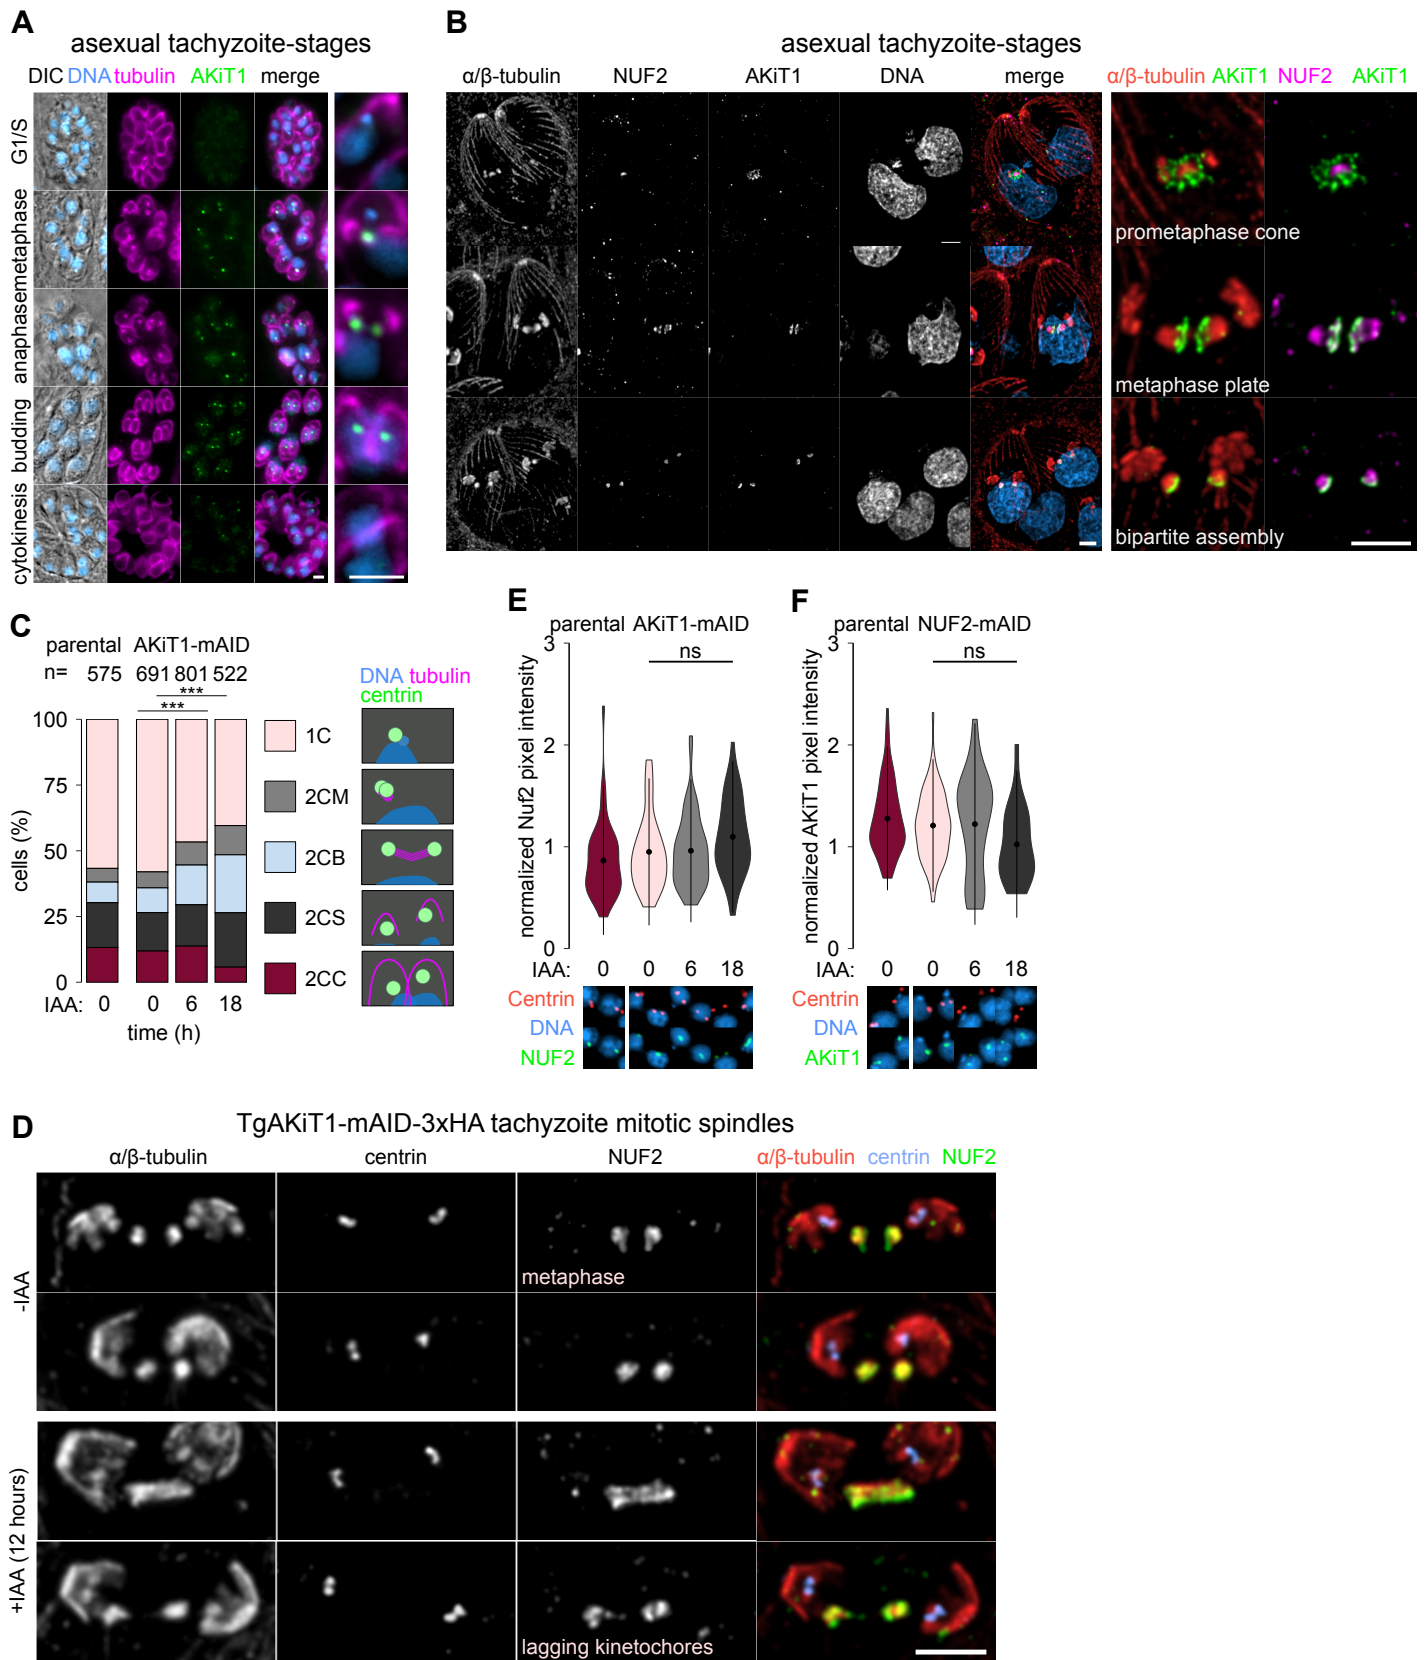 A
asexual tachyzoite-stages
DIC DNA tubulin AKiT1 merge
G1/S
metaphase
anaphase
budding
cytokinesis
B
asexual tachyzoite-stages
α/β-tubulin NUF2 AKiT1 DNA merge α/β-tubulin AKiT1 NUF2 AKiT1
prometaphase cone
metaphase plate
bipartite assembly
C
parental AKiT1-mAID
n= 575 691 801 522
***
***
cells (%)
100
75
50
25
0
IAA: 0 0 6 18
time (h)
1C
2CM
2CB
2CS
2CC
DNA tubulin
centrin
E
parental AKiT1-mAID
ns
normalized Nuf2 pixel intensity
3
2
1
0
IAA: 0 0 6 18
Centrin
DNA
NUF2
F
parental NUF2-mAID
ns
normalized AKiT1 pixel intensity
3
2
1
0
IAA: 0 0 6 18
Centrin
DNA
AKiT1
D
TgAKiT1-mAID-3xHA tachyzoite mitotic spindles
α/β-tubulin centrin NUF2 α/β-tubulin centrin NUF2
-IAA
metaphase
+IAA (12 hours)
lagging kinetochores